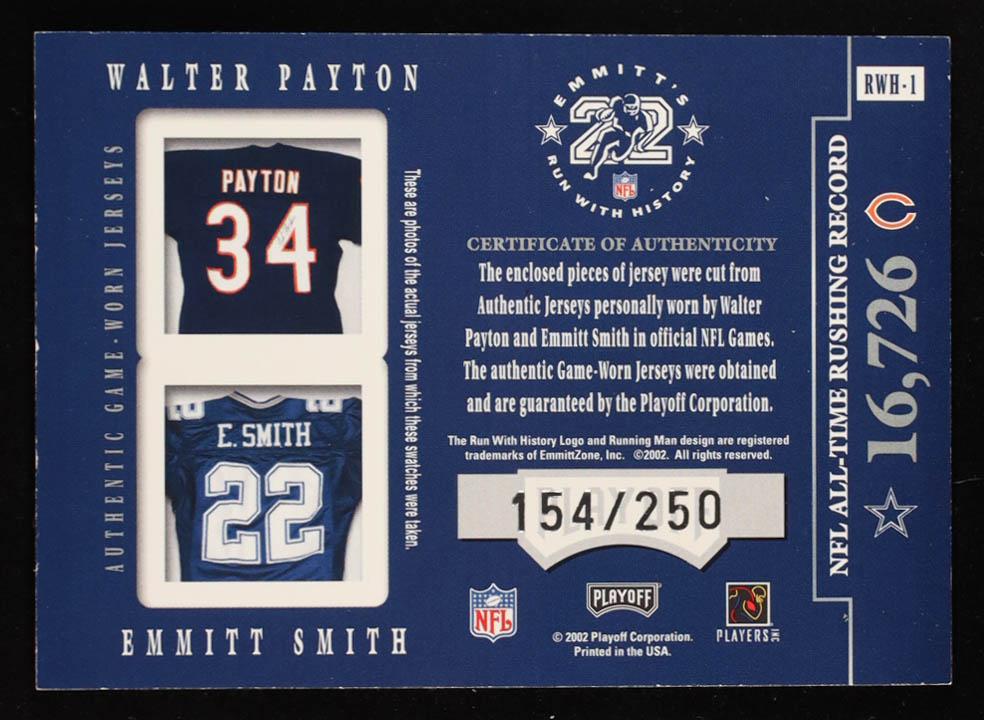 WALTER PAYTON
AUTHENTIC GAME-WORN JERSEYS
PAYTON
34
22
22
E. SMITH
22
These are photos of the actual jerseys from which these swatches were taken.
EMMITT SMITH
EMMITT'S
22
RUN WITH HISTORY
NFL
CERTIFICATE OF AUTHENTICITY
The enclosed pieces of jersey were cut from
Authentic Jerseys personally worn by Walter
Payton and Emmitt Smith in official NFL Games.
The authentic Game-Worn Jerseys were obtained
and are guaranteed by the Playoff Corporation.
The Run With History Logo and Running Man design are registered
trademarks of EmmittZone, Inc. ©2002. All rights reserved.
PLAYOFF
154/250
NFL
PLAYOFF
PLAYERS INC
© 2002 Playoff Corporation.
Printed in the USA.
RWH-1
NFL ALL-TIME RUSHING RECORD
16,726